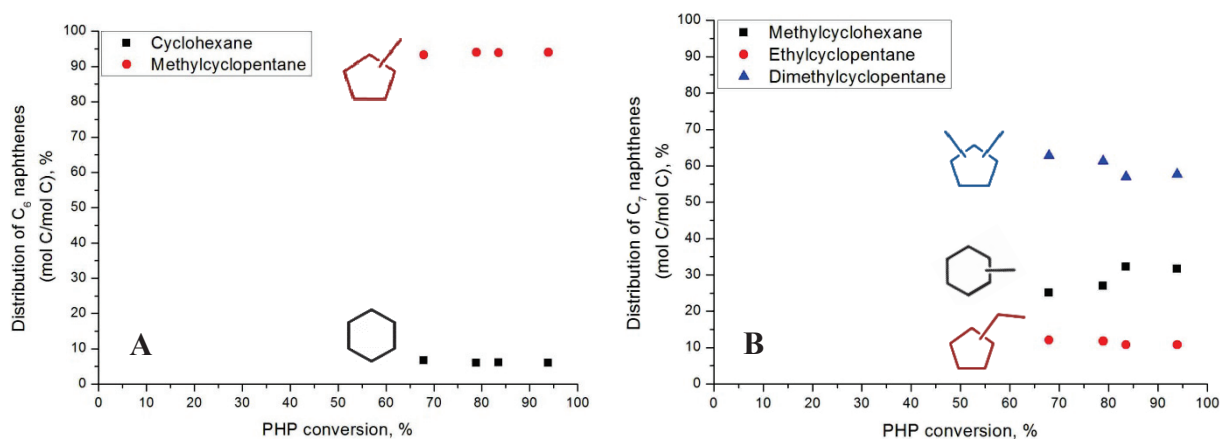 Distribution of C6 naphthenes
(mol C/mol C), %
100
90
80
70
60
50
40
30
20
10
0
Cyclohexane
Methylcyclopentane
A
0 10 20 30 40 50 60 70 80 90 100
PHP conversion, %
Distribution of C7 naphthenes
(mol C/mol C), %
100
90
80
70
60
50
40
30
20
10
0
Methylcyclohexane
Ethylcyclopentane
Dimethylcyclopentane
B
0 10 20 30 40 50 60 70 80 90 100
PHP conversion, %